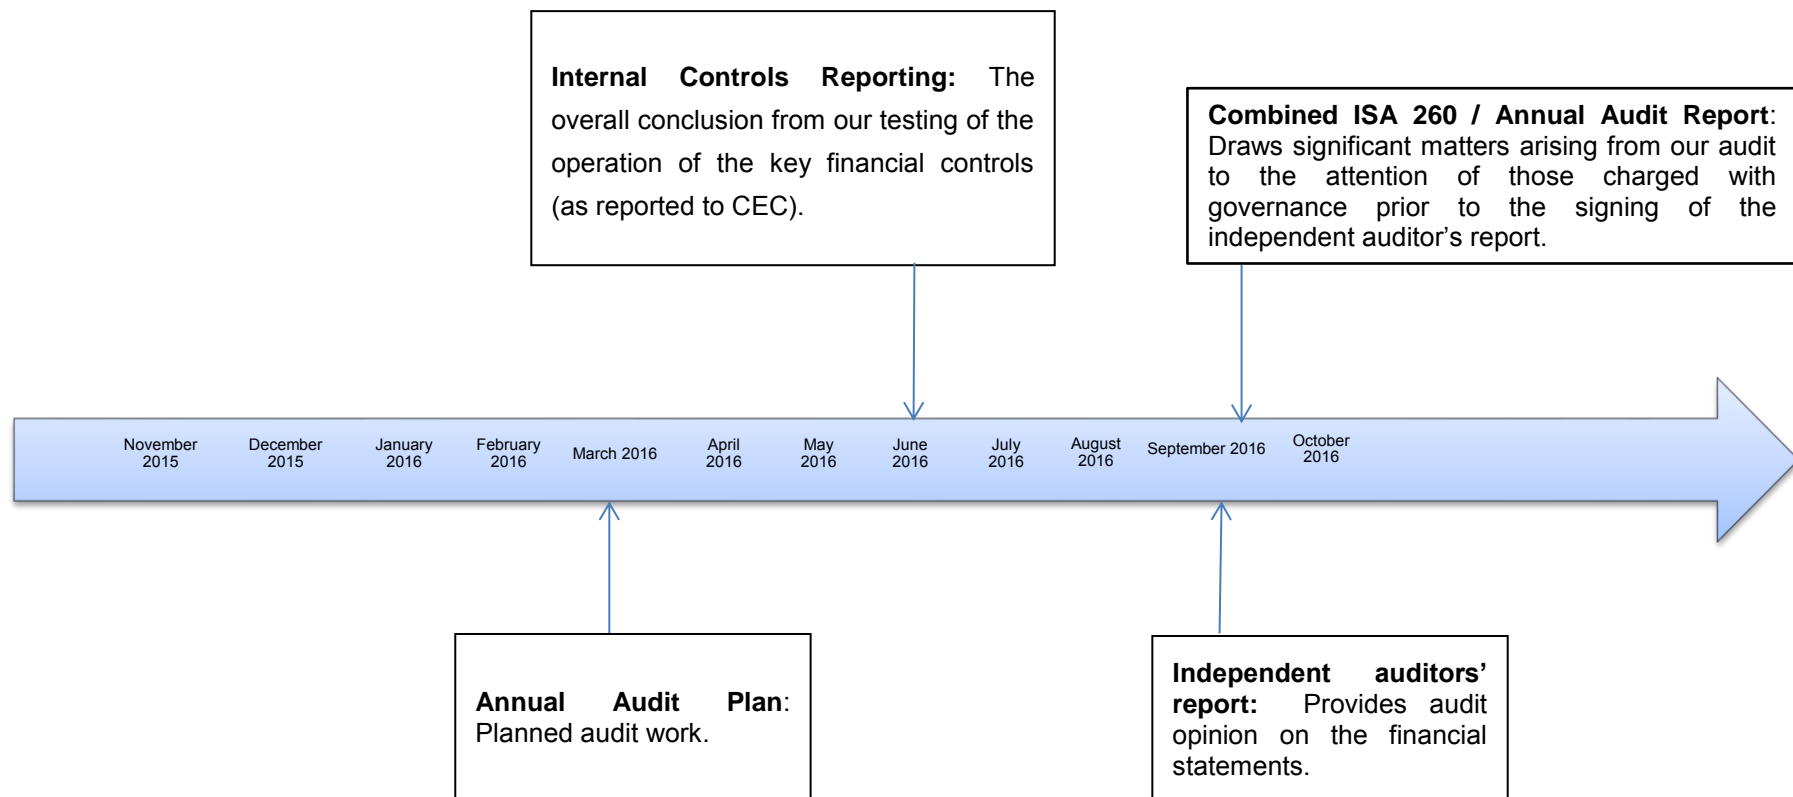 Internal Controls Reporting: The
overall conclusion from our testing of the
operation of the key financial controls
(as reported to CEC).
Combined ISA 260 / Annual Audit Report:
Draws significant matters arising from our audit
to the attention of those charged with
governance prior to the signing of the
independent auditor’s report.
November
2015
December
2015
January
2016
February
2016
March 2016
April
2016
May
2016
June
2016
July
2016
August
2016
September 2016
October
2016
Annual Audit Plan:
Planned audit work.
Independent auditors’
report: Provides audit
opinion on the financial
statements.